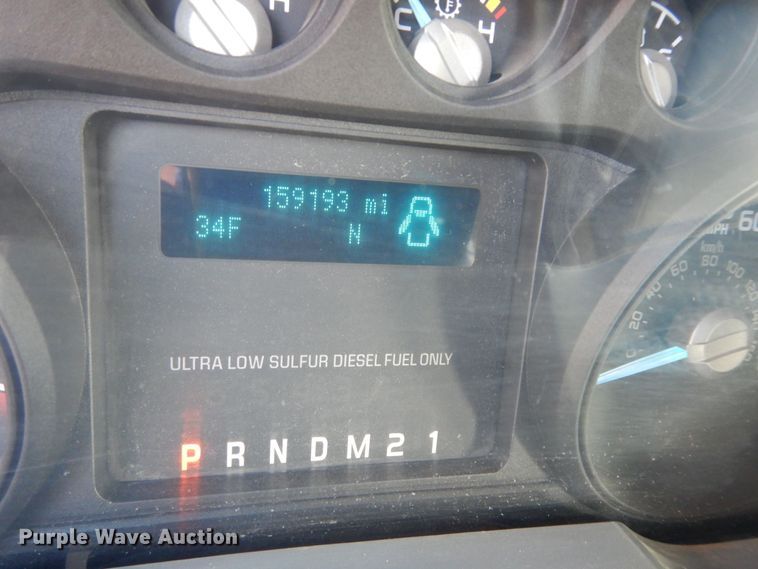 H
C F H
159193 mi
34F N
ULTRA LOW SULFUR DIESEL FUEL ONLY
P R N D M 2 1
MPH 60
km/h
0 20 40 60 80 100 120
Purple Wave Auction®